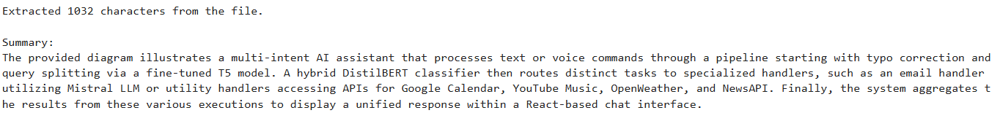 Extracted 1032 characters from the file.
Summary:
The provided diagram illustrates a multi-intent AI assistant that processes text or voice commands through a pipeline starting with typo correction and
query splitting via a fine-tuned T5 model. A hybrid DistilBERT classifier then routes distinct tasks to specialized handlers, such as an email handler
utilizing Mistral LLM or utility handlers accessing APIs for Google Calendar, YouTube Music, OpenWeather, and NewsAPI. Finally, the system aggregates t
he results from these various executions to display a unified response within a React-based chat interface.